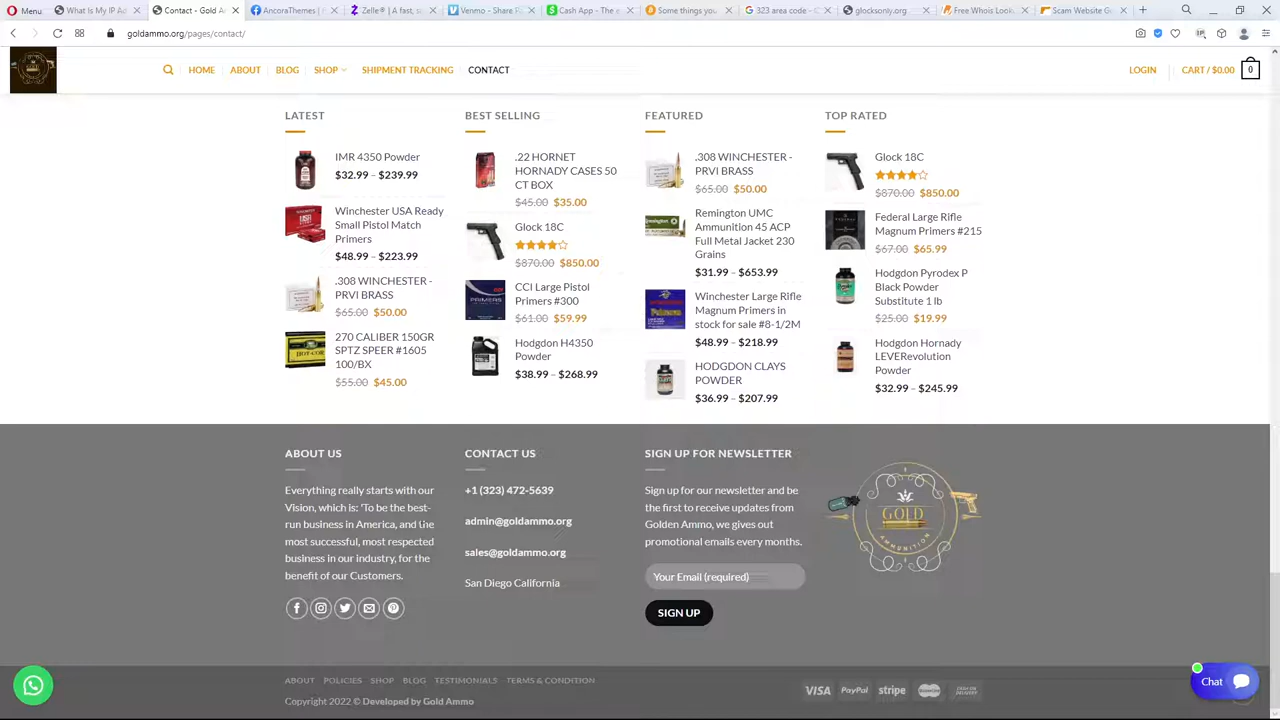 Menu
What Is My IP Ad
Contact - Gold A
AncoraThemes | F
Zelle® | A fast, s
Venmo - Share P
Cash App - The e
Some things you
323 area code - C
glocksonly.org
Free Whois Look
Scam Website G
goldammo.org/pages/contact/
HOME
ABOUT
BLOG
SHOP
SHIPMENT TRACKING
CONTACT
LOGIN
CART / $0.00
0
LATEST
IMR 4350 Powder
$32.99 – $239.99
Winchester USA Ready
Small Pistol Match
Primers
$48.99 – $223.99
.308 WINCHESTER -
PRVI BRASS
$65.00 $50.00
270 CALIBER 150GR
SPTZ SPEER #1605
100/BX
$55.00 $45.00
BEST SELLING
.22 HORNET
HORNADY CASES 50
CT BOX
$45.00 $35.00
Glock 18C
$870.00 $850.00
CCI Large Pistol
Primers #300
$61.00 $59.99
Hodgdon H4350
Powder
$38.99 – $268.99
FEATURED
.308 WINCHESTER -
PRVI BRASS
$65.00 $50.00
Remington UMC
Ammunition 45 ACP
Full Metal Jacket 230
Grains
$31.99 – $653.99
Winchester Large Rifle
Magnum Primers in
stock for sale #8-1/2M
$48.99 – $218.99
HODGDON CLAYS
POWDER
$36.99 – $207.99
TOP RATED
Glock 18C
$870.00 $850.00
Federal Large Rifle
Magnum Primers #215
$67.00 $65.99
Hodgdon Pyrodex P
Black Powder
Substitute 1 lb
$25.00 $19.99
Hodgdon Hornady
LEVERevolution
Powder
$32.99 – $245.99
ABOUT US
Everything really starts with our
Vision, which is: 'To be the best-
run business in America, and the
most successful, most respected
business in our industry, for the
benefit of our Customers.
CONTACT US
+1 (323) 472-5639
admin@goldammo.org
sales@goldammo.org
San Diego California
SIGN UP FOR NEWSLETTER
Sign up for our newsletter and be
the first to receive updates from
Golden Ammo, we gives out
promotional emails every months.
Your Email (required)
SIGN UP
GOLD
AMMUNITION
ABOUT
POLICIES
SHOP
BLOG
TESTIMONIALS
TERMS & CONDITION
Copyright 2022 © Developed by Gold Ammo
VISA
PayPal
stripe
MasterCard
CASH ON
DELIVERY
Chat